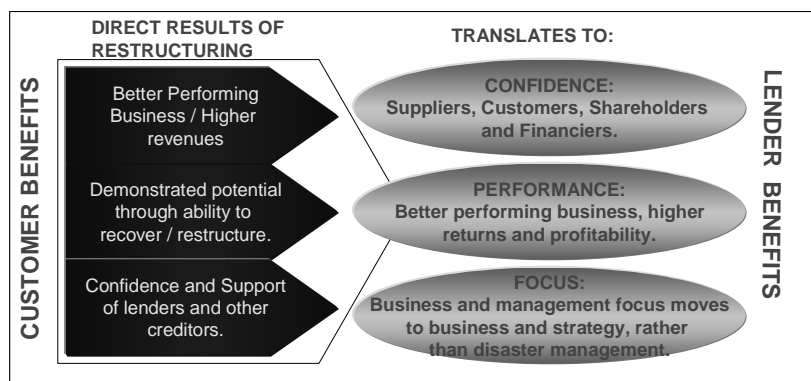 DIRECT RESULTS OF
RESTRUCTURING
TRANSLATES TO:
CUSTOMER BENEFITS
Better Performing
Business / Higher
revenues
Demonstrated potential
through ability to
recover / restructure.
Confidence and Support
of lenders and other
creditors.
CONFIDENCE:
Suppliers, Customers, Shareholders
and Financiers.
PERFORMANCE:
Better performing business, higher
returns and profitability.
FOCUS:
Business and management focus moves
to business and strategy, rather
than disaster management.
LENDER BENEFITS